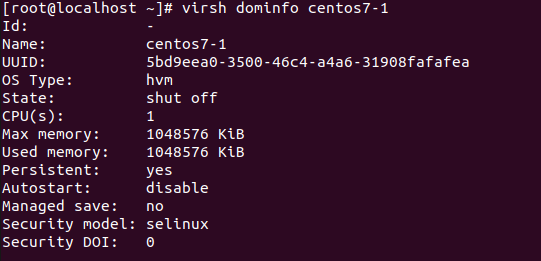 [root@localhost ~]# virsh dominfo centos7-1
Id:             -
Name:           centos7-1
UUID:           5bd9eea0-3500-46c4-a4a6-31908fafafea
OS Type:        hvm
State:          shut off
CPU(s):         1
Max memory:     1048576 KiB
Used memory:    1048576 KiB
Persistent:     yes
Autostart:      disable
Managed save:   no
Security model: selinux
Security DOI:   0